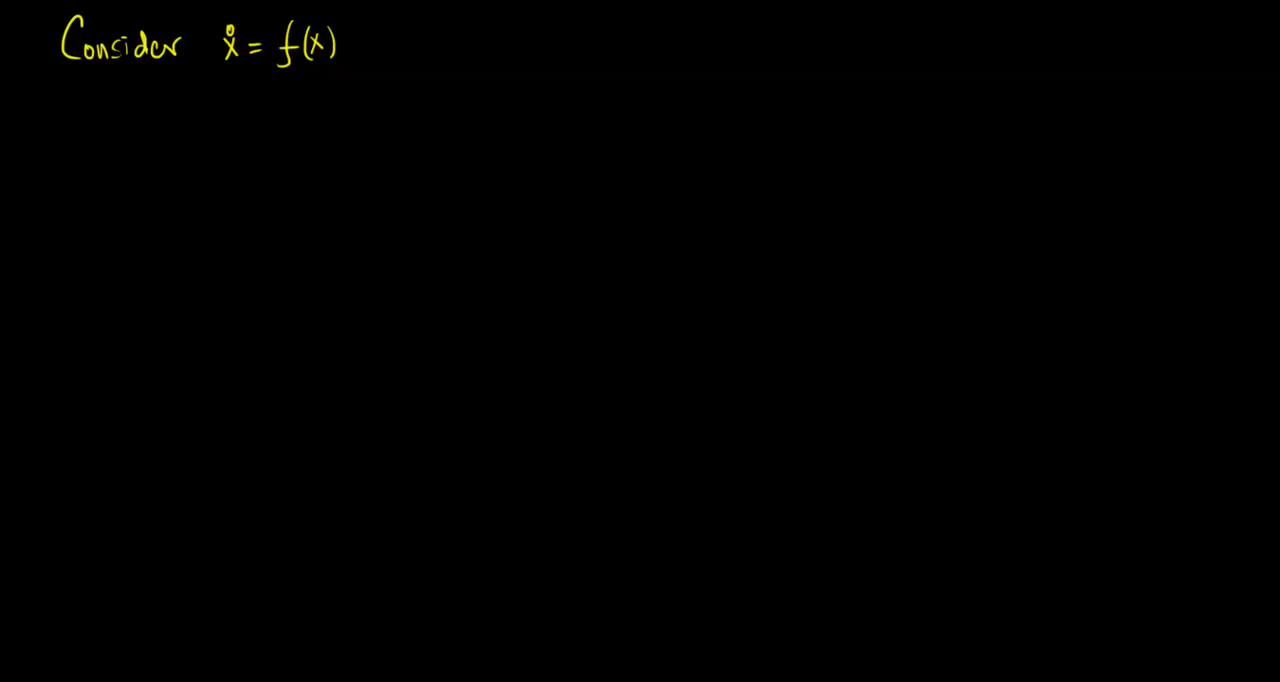 Consider ẋ = f(x)